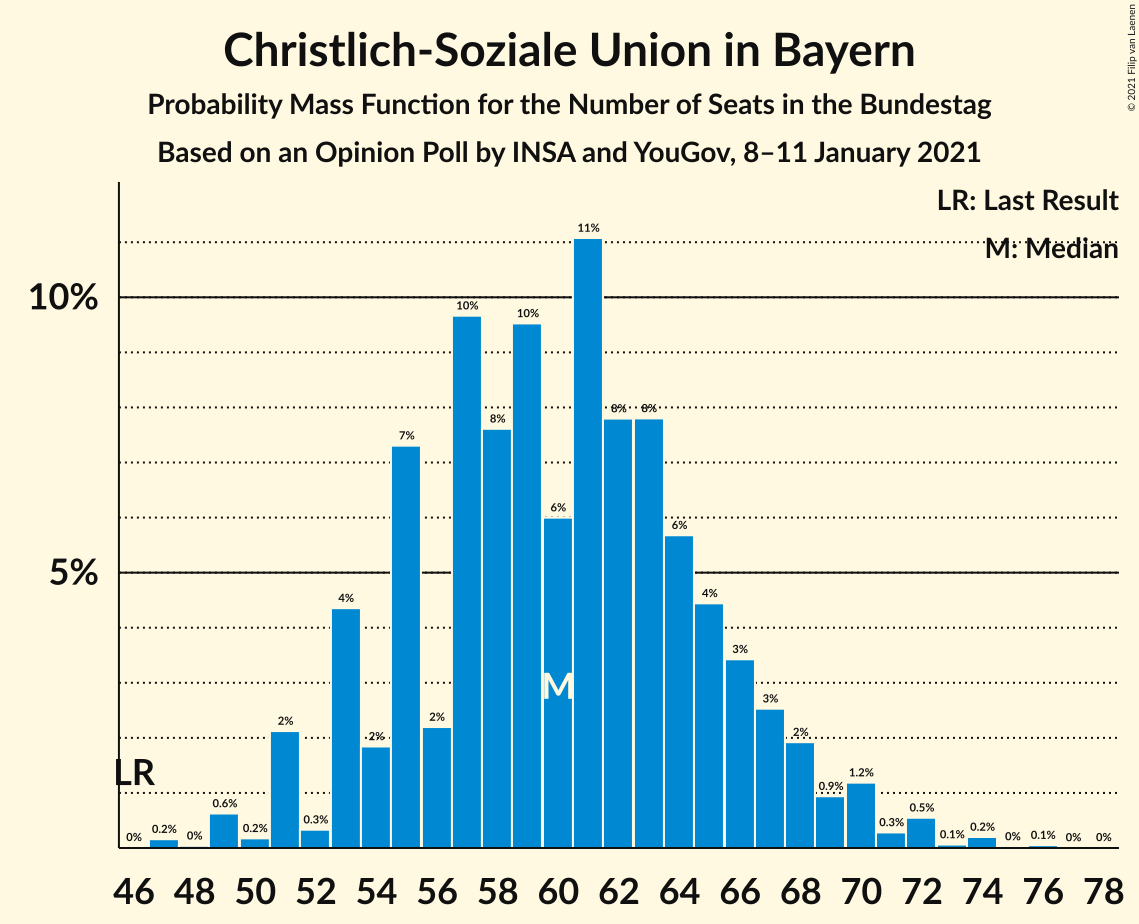 Christlich-Soziale Union in Bayern
Probability Mass Function for the Number of Seats in the Bundestag
Based on an Opinion Poll by INSA and YouGov, 8–11 January 2021
© 2021 Filip van Laenen
LR: Last Result
M: Median
10%
5%
LR
M
0% 0.2% 0% 0.6% 0.2% 2% 0.3% 4% 2% 7% 2% 10% 8% 10% 6% 11% 8% 8% 6% 4% 3% 3% 2% 0.9% 1.2% 0.3% 0.5% 0.1% 0.2% 0% 0.1% 0% 0%
46 48 50 52 54 56 58 60 62 64 66 68 70 72 74 76 78